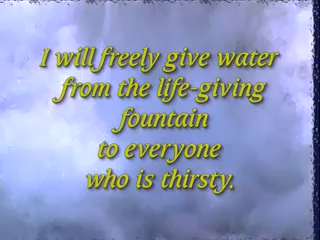 I will freely give water
from the life-giving
fountain
to everyone
who is thirsty.